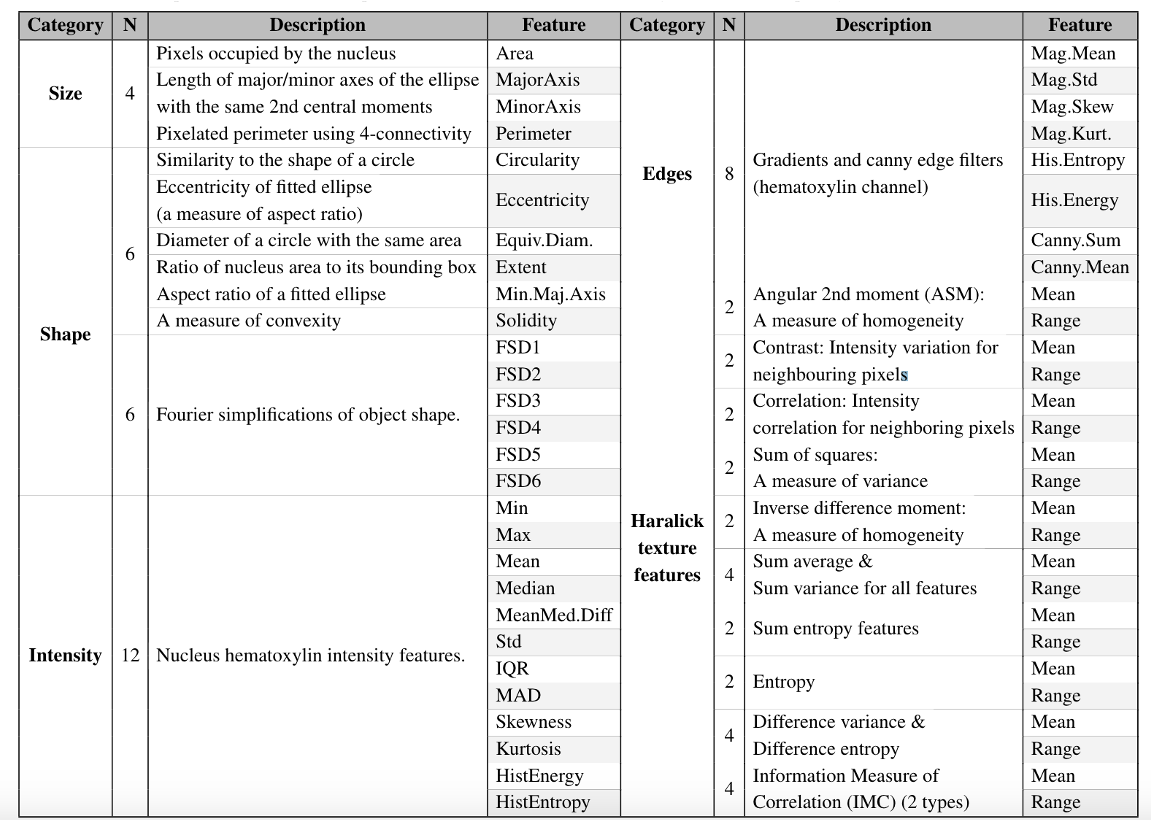 Category N Description Feature Category N Description Feature
Pixels occupied by the nucleus Area Mag.Mean
Length of major/minor axes of the ellipse MajorAxis Mag.Std
Size 4 with the same 2nd central moments MinorAxis Mag.Skew
Pixelated perimeter using 4-connectivity Perimeter Mag.Kurt.
Similarity to the shape of a circle Circularity Edges 8 Gradients and canny edge filters His.Entropy
Eccentricity of fitted ellipse (hematoxylin channel)
(a measure of aspect ratio) Eccentricity His.Energy
Diameter of a circle with the same area Equiv.Diam. Canny.Sum
6 Ratio of nucleus area to its bounding box Extent Canny.Mean
Aspect ratio of a fitted ellipse Min.Maj.Axis 2 Angular 2nd moment (ASM): Mean
Shape A measure of convexity Solidity A measure of homogeneity Range
FSD1 2 Contrast: Intensity variation for Mean
FSD2 neighbouring pixels Range
6 Fourier simplifications of object shape. FSD3 2 Correlation: Intensity Mean
FSD4 correlation for neighboring pixels Range
FSD5 2 Sum of squares: Mean
FSD6 A measure of variance Range
Min Haralick 2 Inverse difference moment: Mean
Max texture A measure of homogeneity Range
Mean features 4 Sum average & Mean
Median Sum variance for all features Range
MeanMed.Diff 2 Sum entropy features Mean
Intensity 12 Nucleus hematoxylin intensity features. Std Range
IQR 2 Entropy Mean
MAD Range
Skewness 4 Difference variance & Mean
Kurtosis Difference entropy Range
HistEnergy 4 Information Measure of Mean
HistEntropy Correlation (IMC) (2 types) Range